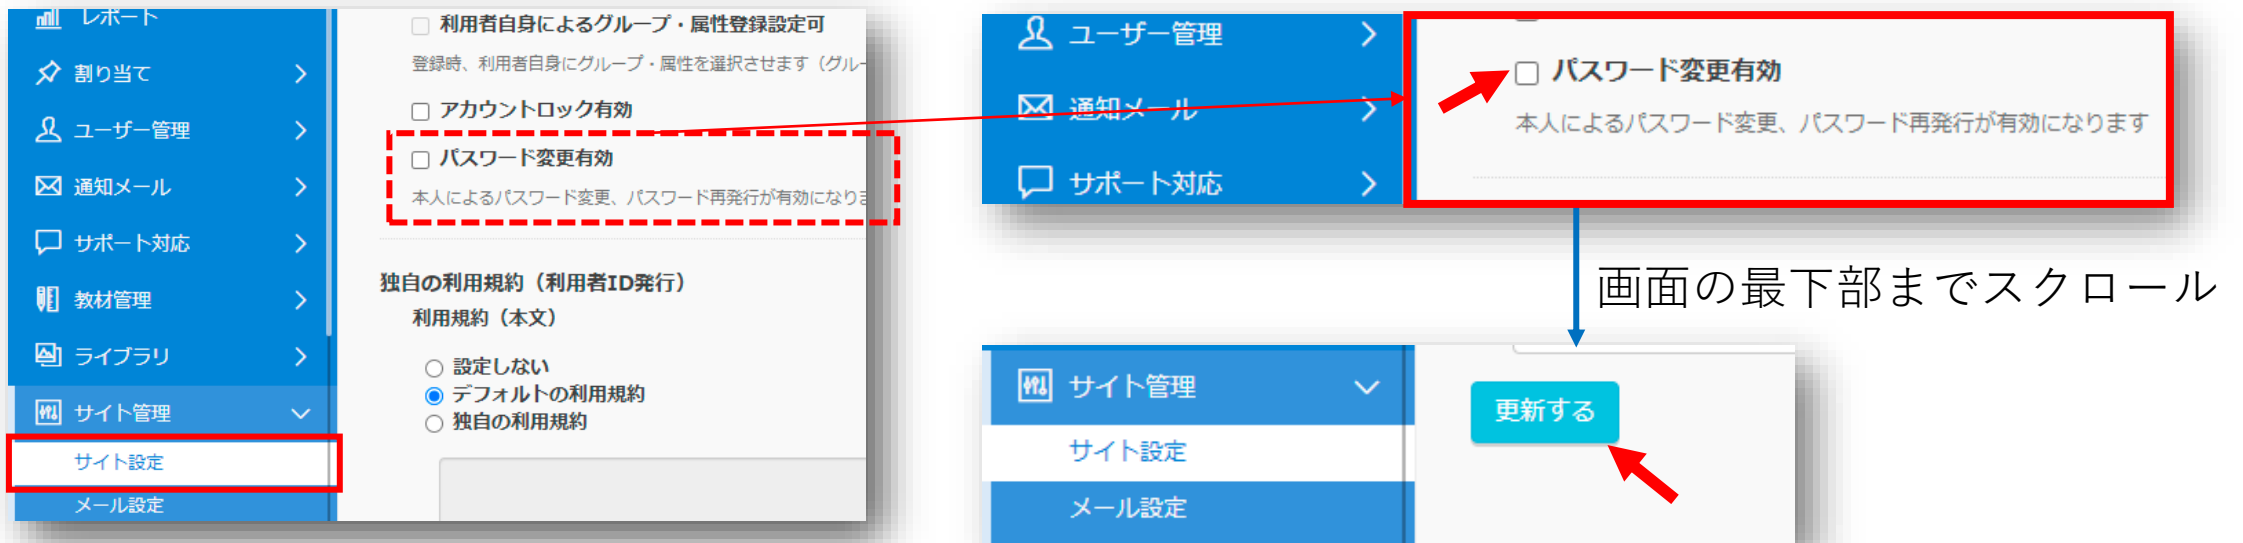 レポート
割り当て
ユーザー管理
通知メール
サポート対応
教材管理
ライブラリ
サイト管理
サイト設定
メール設定
利用者自身によるグループ・属性登録設定可
登録時、利用者自身にグループ・属性を選択させます（グルー
アカウントロック有効
パスワード変更有効
本人によるパスワード変更、パスワード再発行が有効になりま
独自の利用規約（利用者ID発行）
利用規約（本文）
設定しない
デフォルトの利用規約
独自の利用規約
ユーザー管理
通知メール
サポート対応
パスワード変更有効
本人によるパスワード変更、パスワード再発行が有効になります
画面の最下部までスクロール
サイト管理
サイト設定
メール設定
更新する